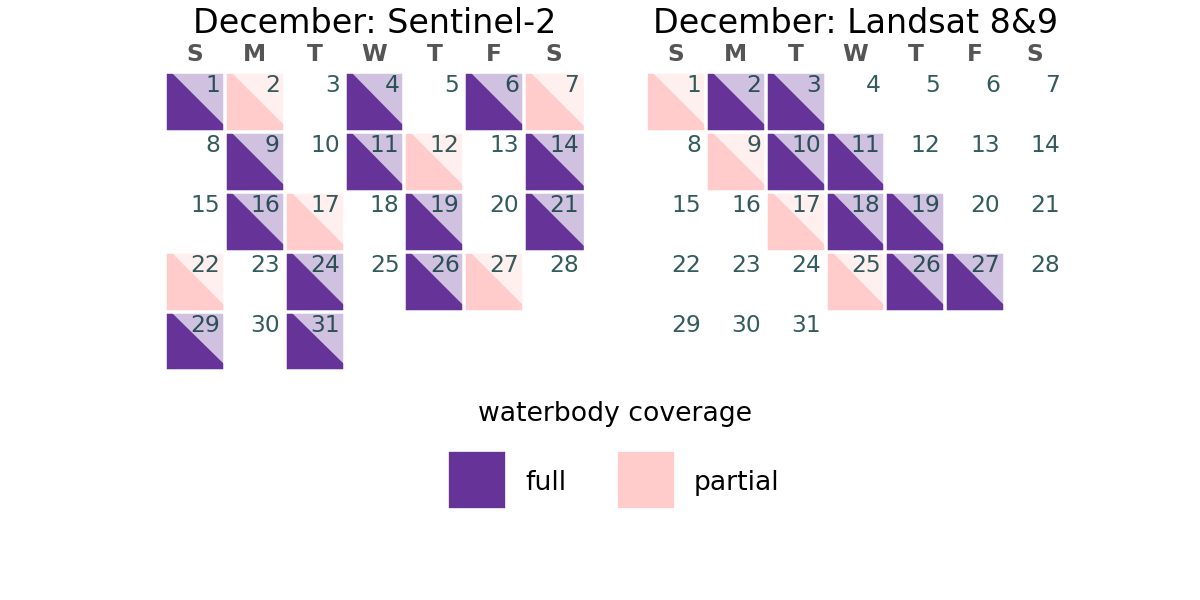 December: Sentinel-2
S M T W T F S
1 2 3 4 5 6 7
8 9 10 11 12 13 14
15 16 17 18 19 20 21
22 23 24 25 26 27 28
29 30 31
December: Landsat 8&9
S M T W T F S
1 2 3 4 5 6 7
8 9 10 11 12 13 14
15 16 17 18 19 20 21
22 23 24 25 26 27 28
29 30 31
waterbody coverage
full partial